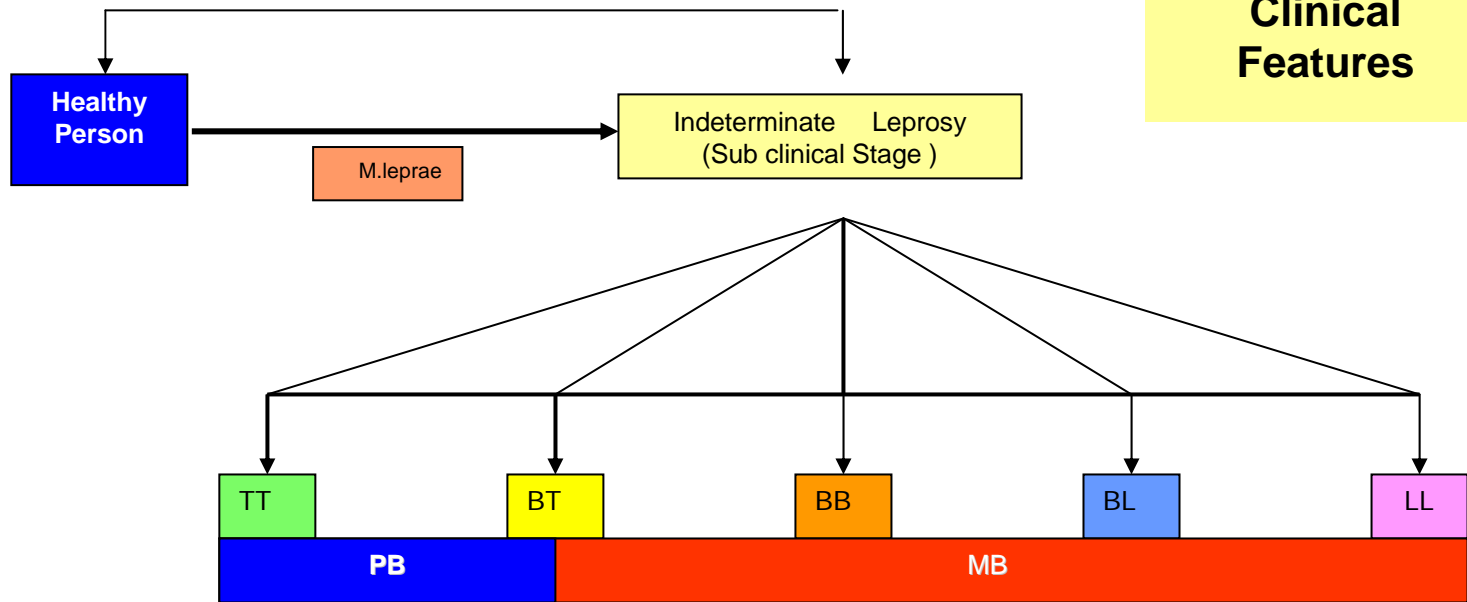 Clinical
Features
Healthy
Person
Indeterminate Leprosy
(Sub clinical Stage )
M.leprae
TT
BT
BB
BL
LL
PB
MB